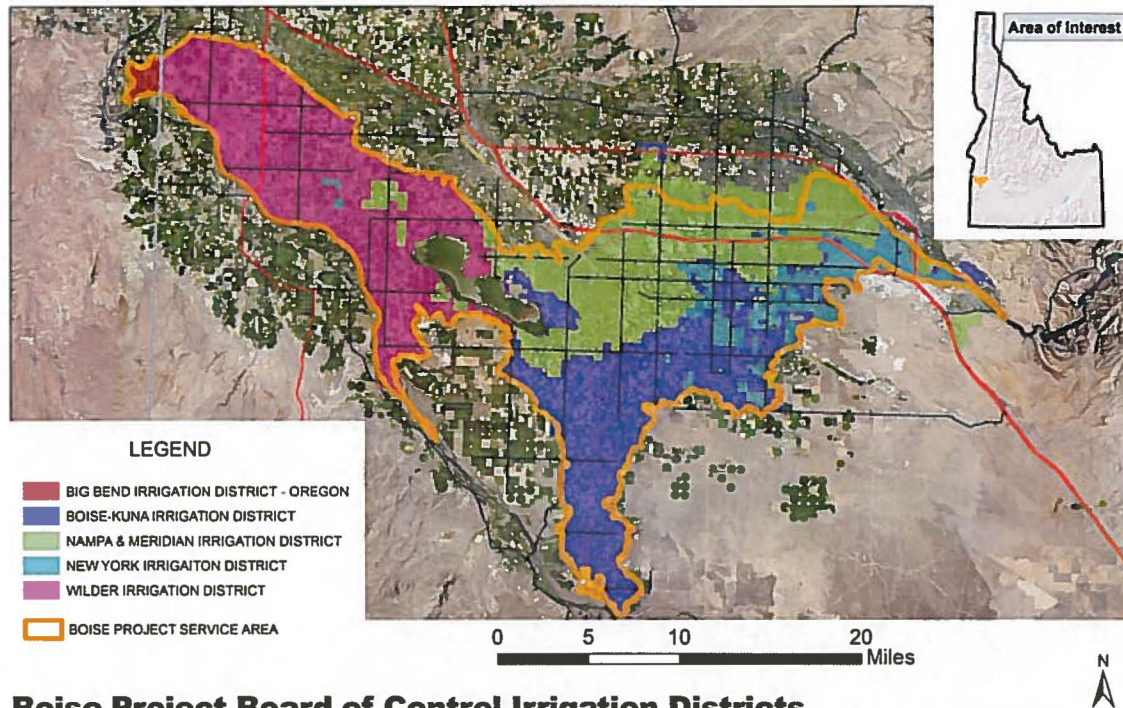 Area of Interest
LEGEND
BIG BEND IRRIGATION DISTRICT - OREGON
BOISE-KUNA IRRIGATION DISTRICT
NAMPA & MERIDIAN IRRIGATION DISTRICT
NEW YORK IRRIGAITON DISTRICT
WILDER IRRIGATION DISTRICT
BOISE PROJECT SERVICE AREA
0 5 10 20
Miles
N
Boise Project Board of Control Irrigation Districts